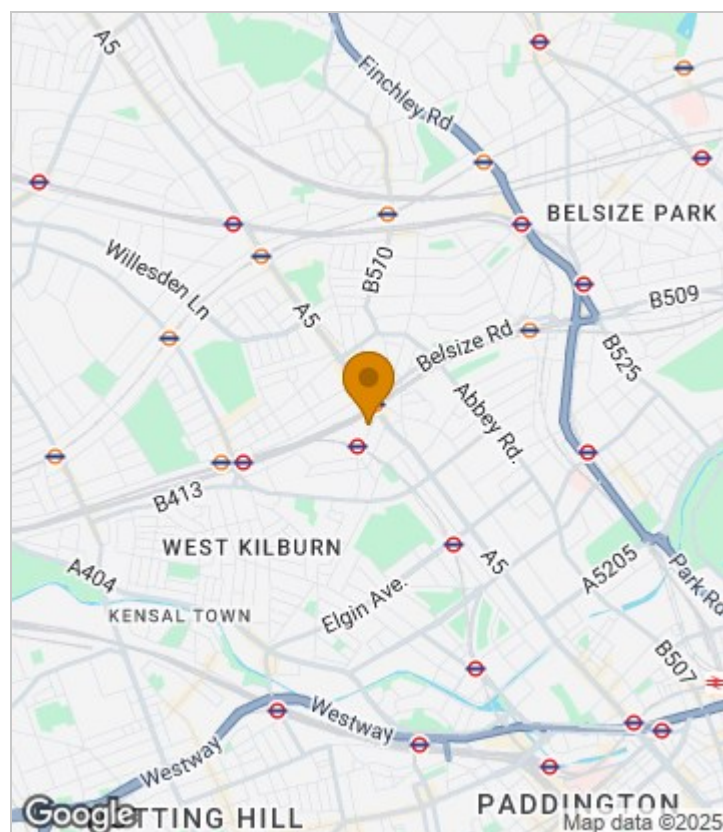 A5
Finchley Rd
BELSIZE PARK
Willesden Ln
B510
A5
B509
Belsize Rd
B525
Abbey Rd.
B413
WEST KILBURN
A5
A404
A5205
Park Rd
KENSAL TOWN
Elgin Ave.
B507
Westway
Westway
PADDINGTON
Google
TTING HILL
Map data ©2025